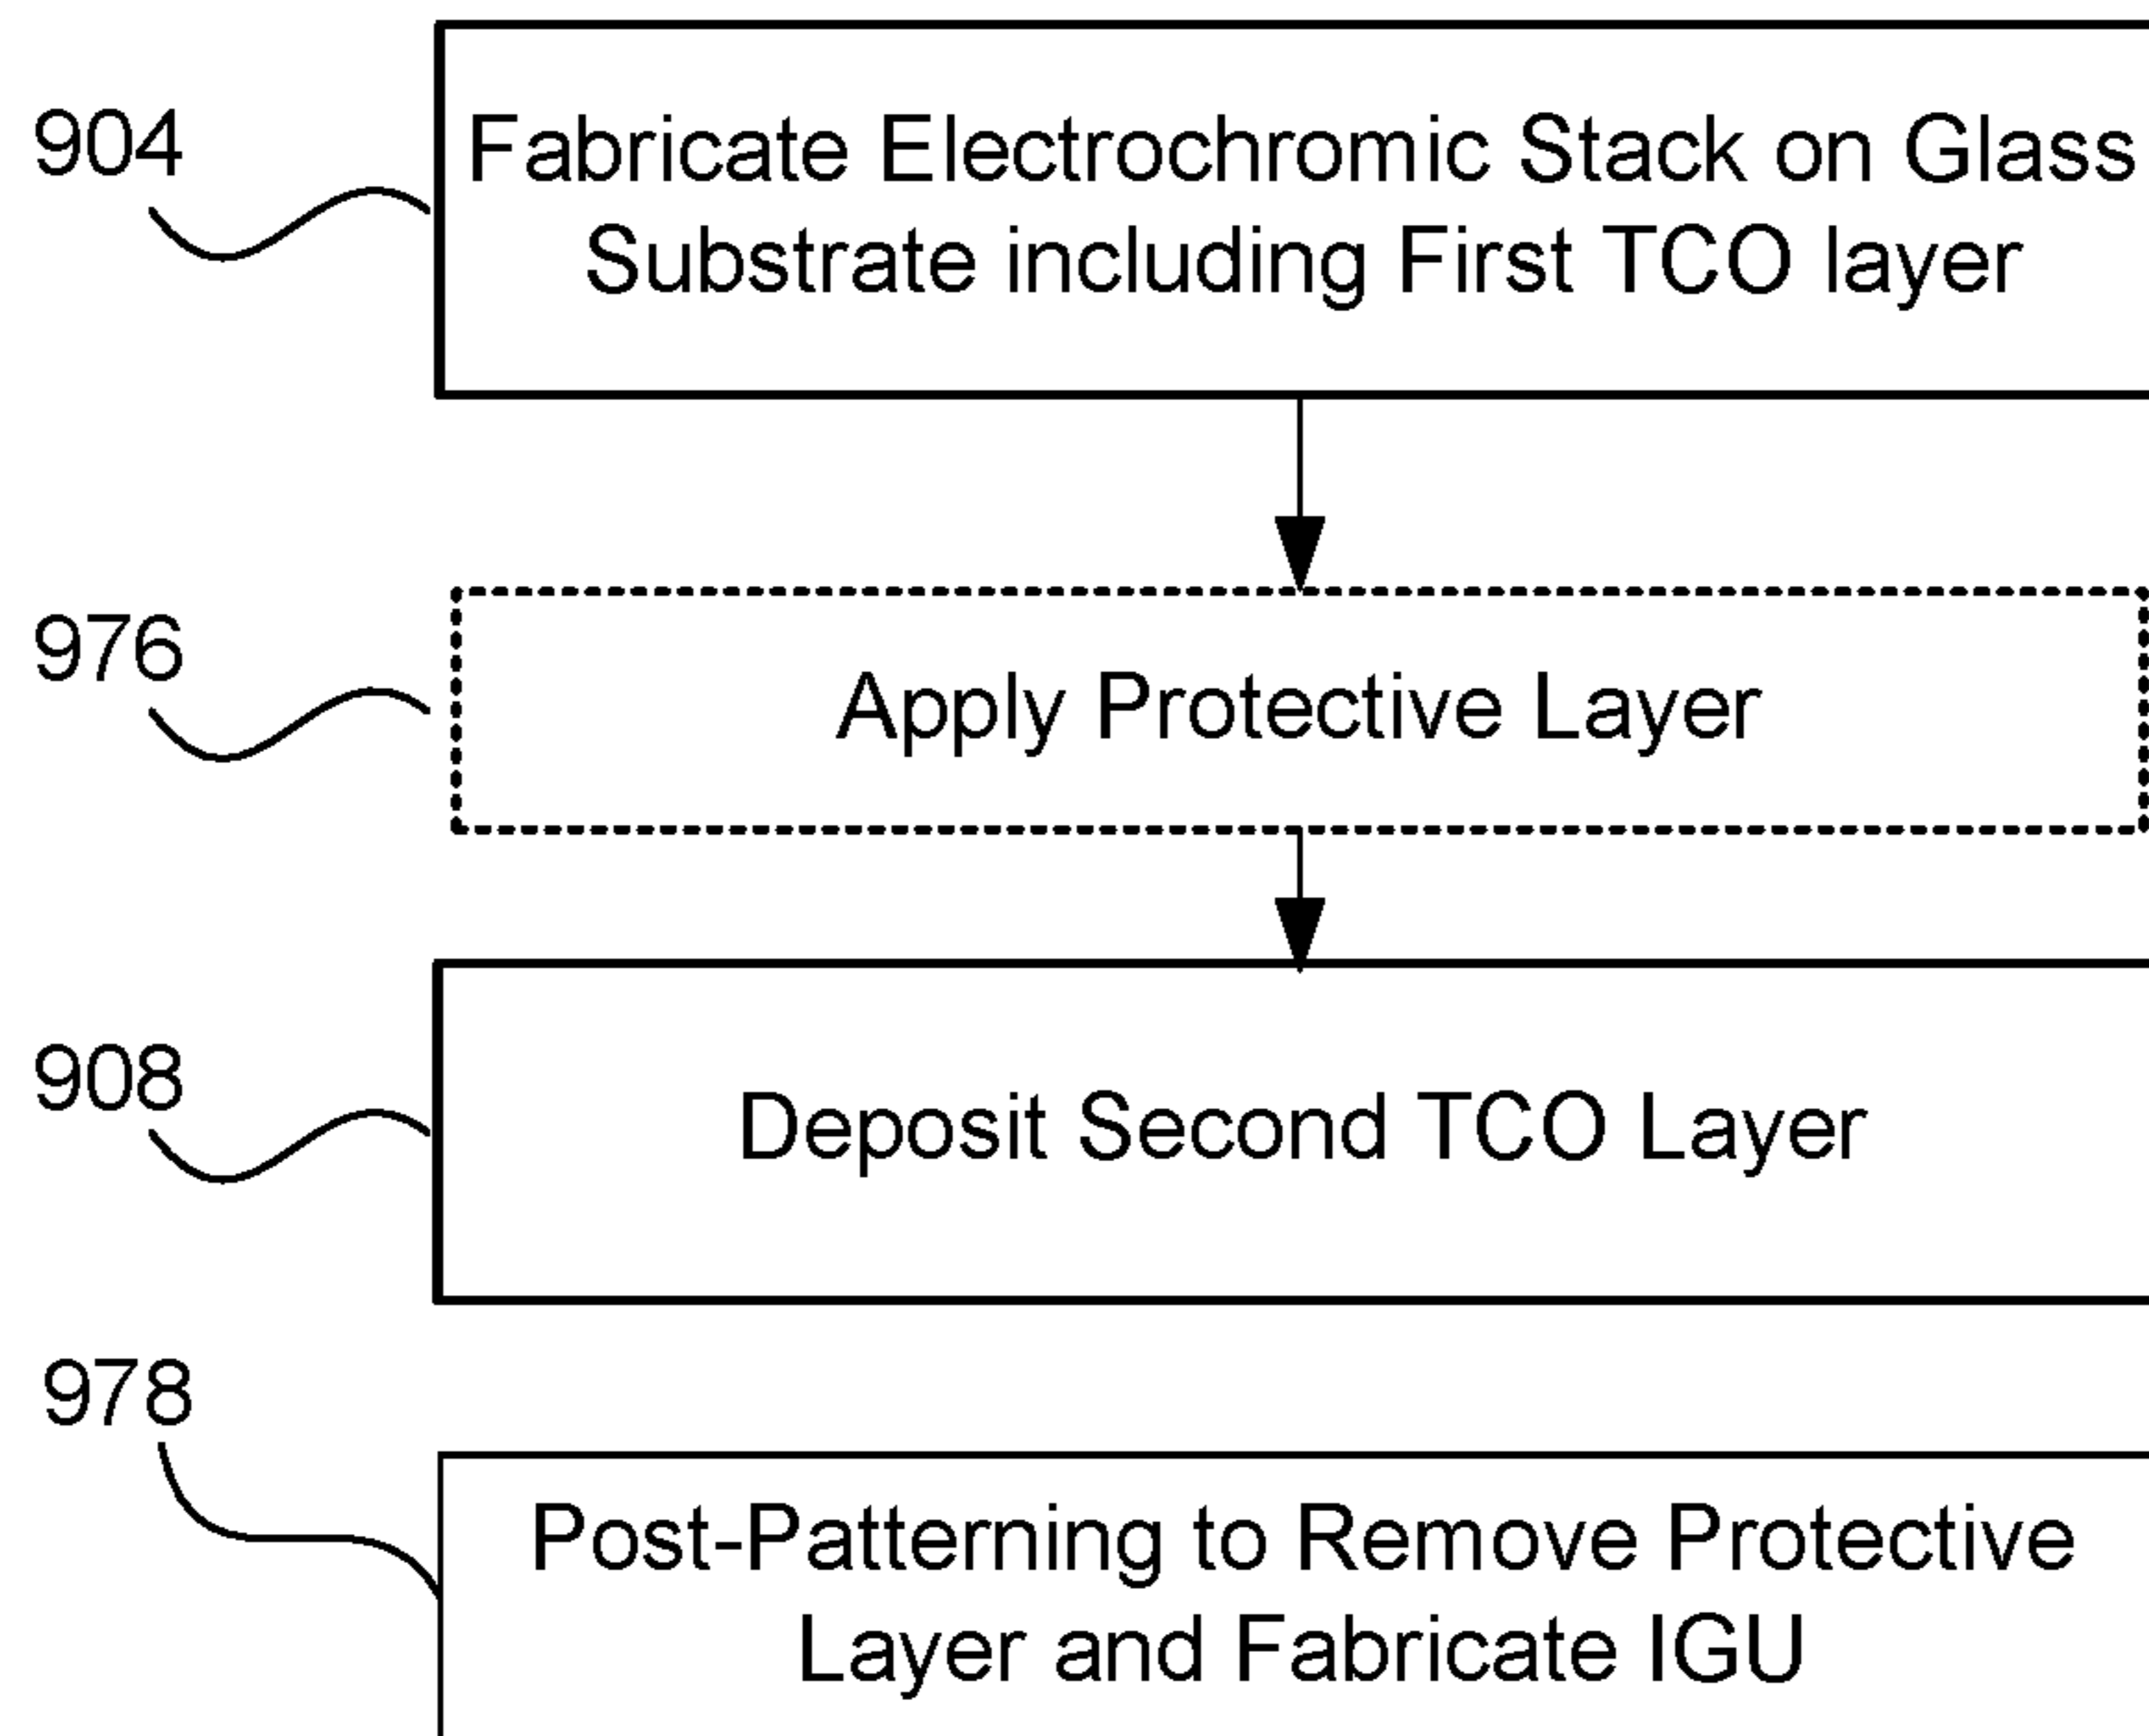 904
Fabricate Electrochromic Stack on Glass
Substrate including First TCO layer
976
Apply Protective Layer
908
Deposit Second TCO Layer
978
Post-Patterning to Remove Protective
Layer and Fabricate IGU